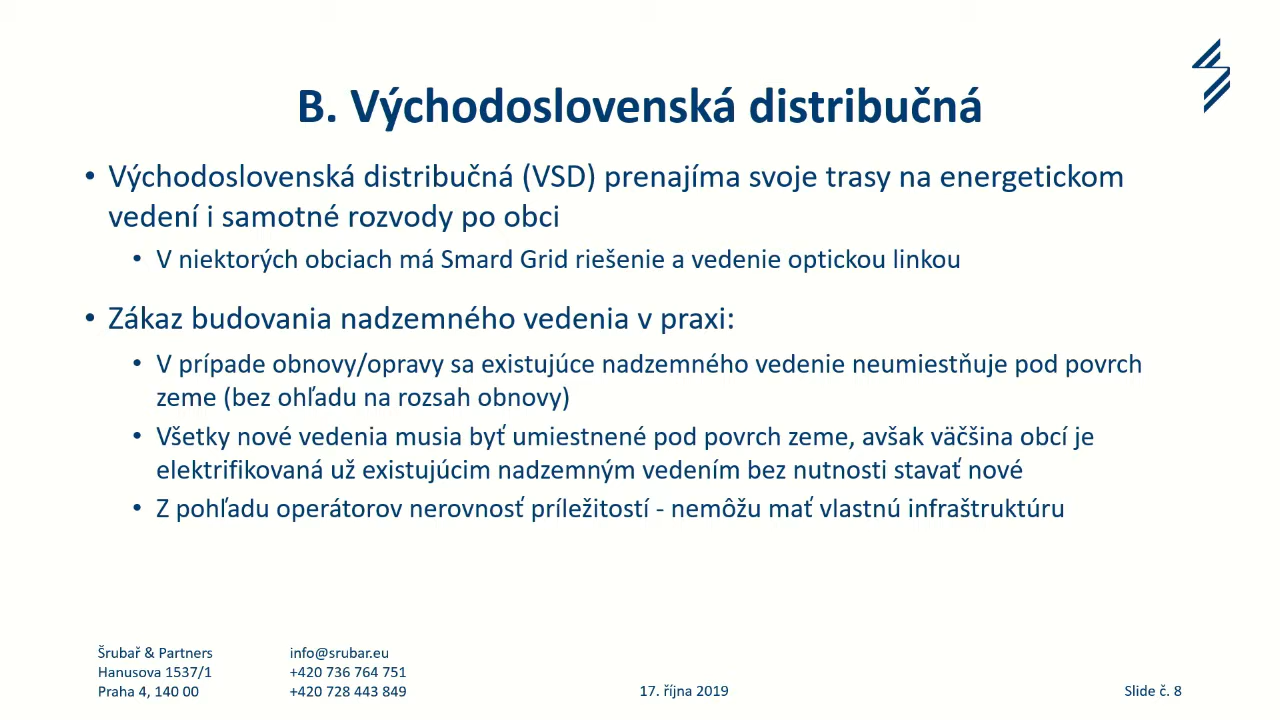 B. Východoslovenská distribučná
• Východoslovenská distribučná (VSD) prenajíma svoje trasy na energetickom
vedení i samotné rozvody po obci
• V niektorých obciach má Smard Grid riešenie a vedenie optickou linkou
• Zákaz budovania nadzemného vedenia v praxi:
• V prípade obnovy/opravy sa existujúce nadzemného vedenie neumiestňuje pod povrch
zeme (bez ohľadu na rozsah obnovy)
• Všetky nové vedenia musia byť umiestnené pod povrch zeme, avšak väčšina obcí je
elektrifikovaná už existujúcim nadzemným vedením bez nutnosti stavať nové
• Z pohľadu operátorov nerovnosť príležitostí - nemôžu mať vlastnú infraštruktúru
Šrubař & Partners
Hanusova 1537/1
Praha 4, 140 00
info@srubar.eu
+420 736 764 751
+420 728 443 849
17. října 2019
Slide č. 8